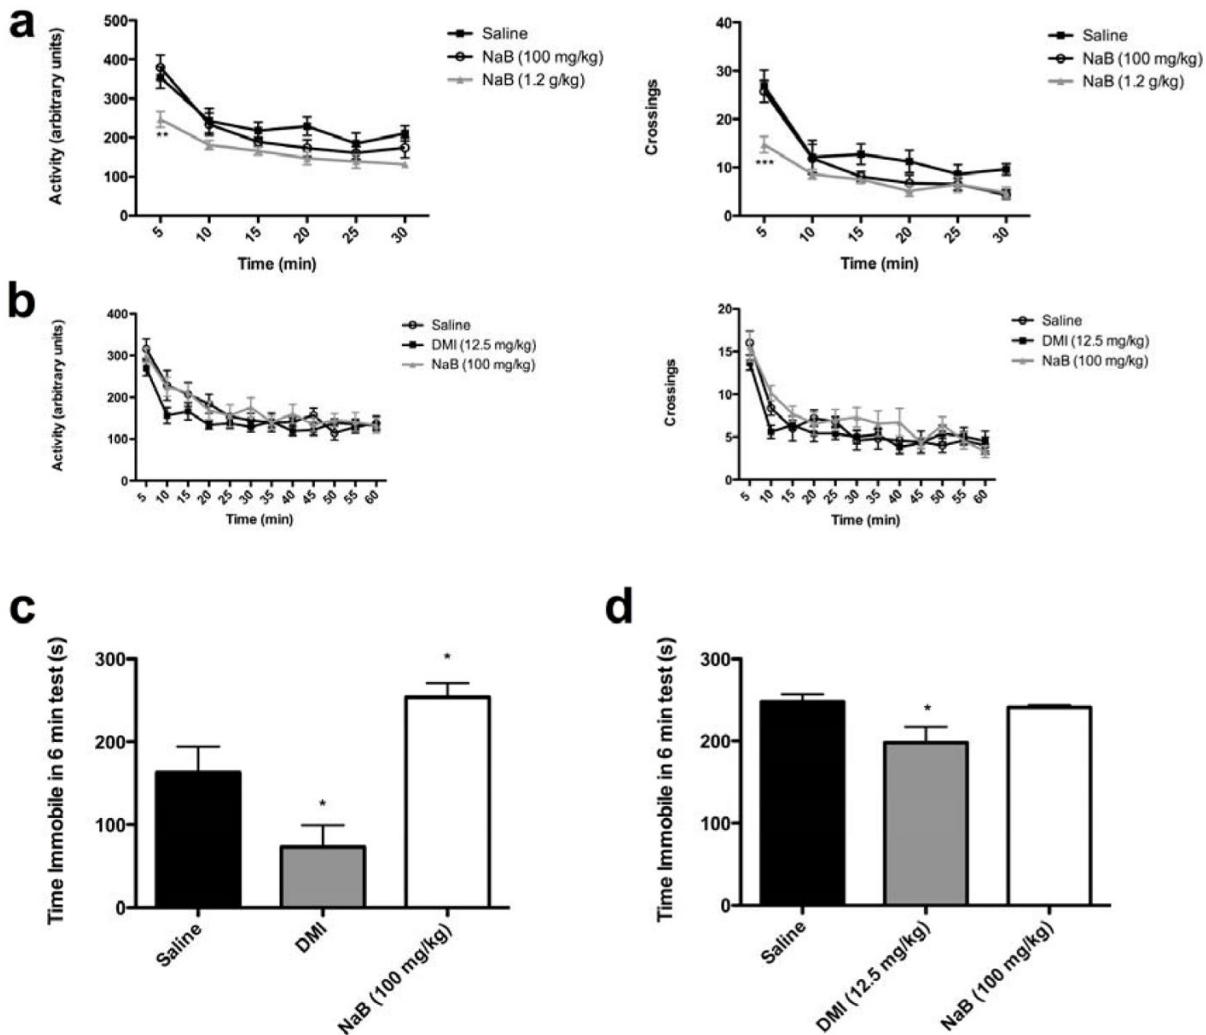 a
Activity (arbitrary units)
500
400
300
200
100
0
**
5
10
15
20
25
30
Time (min)
Saline
NaB (100 mg/kg)
NaB (1.2 g/kg)
Crossings
40
30
20
10
0
***
5
10
15
20
25
30
Time (min)
Saline
NaB (100 mg/kg)
NaB (1.2 g/kg)
b
Activity (arbitrary units)
400
300
200
100
0
5
10
15
20
25
30
35
40
45
50
55
60
Time (min)
Saline
DMI (12.5 mg/kg)
NaB (100 mg/kg)
Crossings
20
15
10
5
0
5
10
15
20
25
30
35
40
45
50
55
60
Time (min)
Saline
DMI (12.5 mg/kg)
NaB (100 mg/kg)
c
Time Immobile in 6 min test (s)
300
200
100
0
*
*
Saline
DMI
NaB (100 mg/kg)
d
Time Immobile in 6 min test (s)
300
200
100
0
*
Saline
DMI (12.5 mg/kg)
NaB (100 mg/kg)